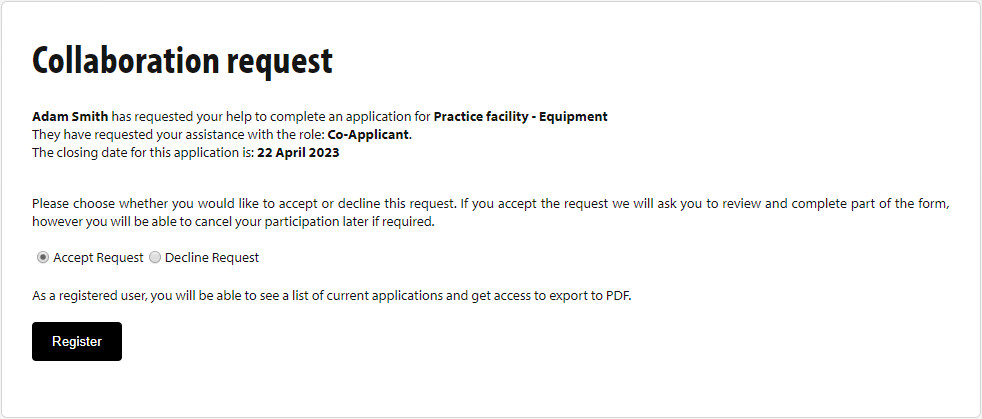 Collaboration request
Adam Smith has requested your help to complete an application for Practice facility - Equipment
They have requested your assistance with the role: Co-Applicant.
The closing date for this application is: 22 April 2023
Please choose whether you would like to accept or decline this request. If you accept the request we will ask you to review and complete part of the form,
however you will be able to cancel your participation later if required.
Accept Request Decline Request
As a registered user, you will be able to see a list of current applications and get access to export to PDF.
Register